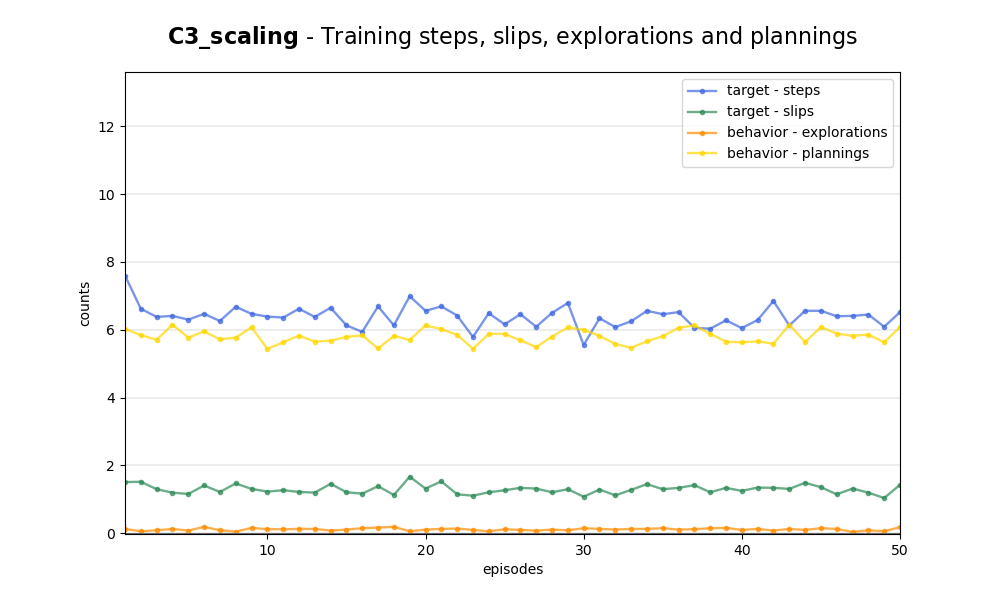 C3_scaling - Training steps, slips, explorations and plannings
target - steps
target - slips
behavior - explorations
behavior - plannings
12
10
8
6
4
2
0
counts
10 20 30 40 50
episodes